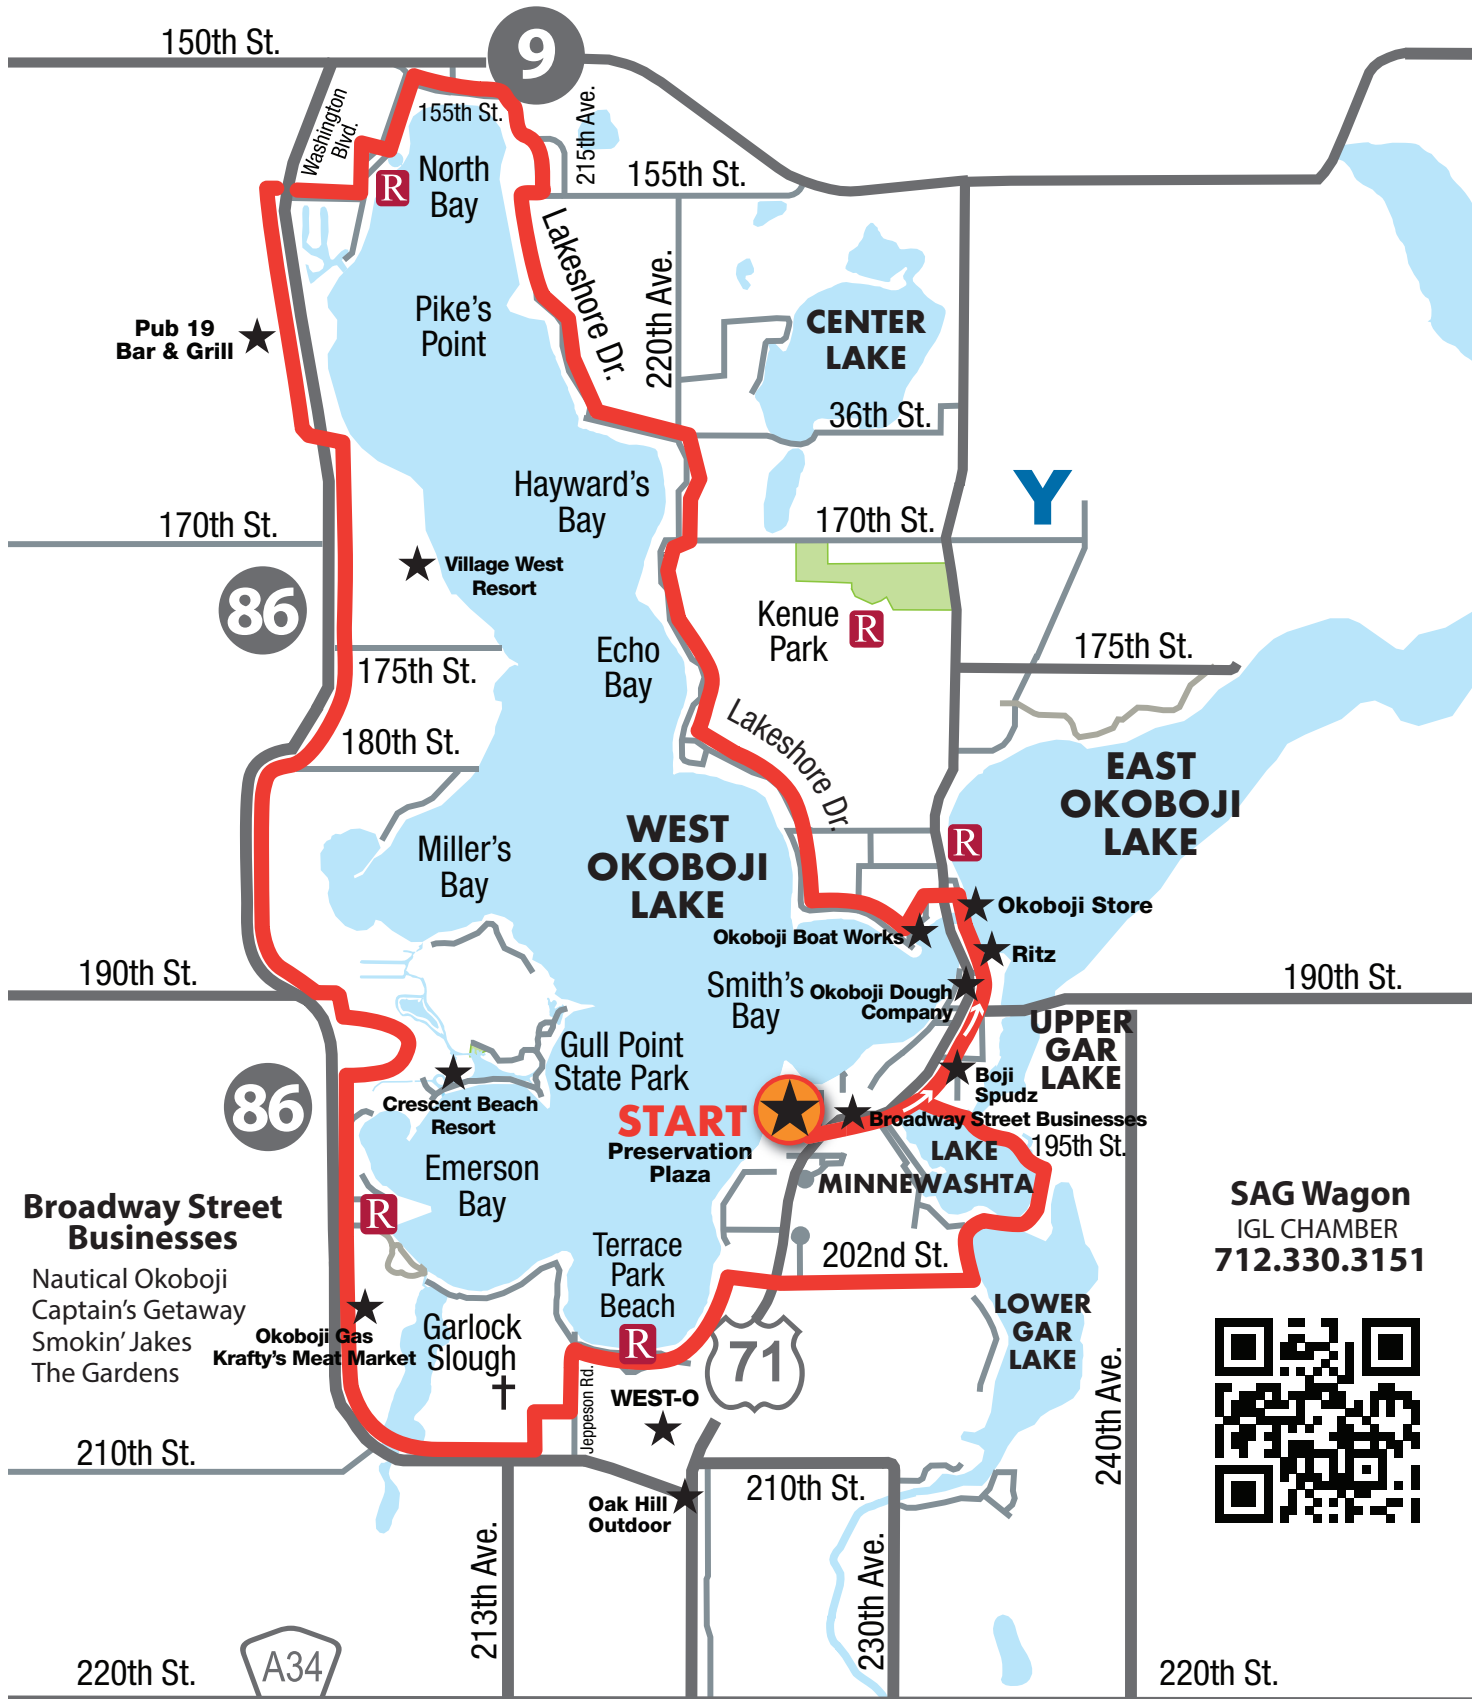 150th St.
9
Washington
Blvd.
155th St.
215th Ave.
155th St.
R
North
Bay
Lakeshore Dr.
220th Ave.
Pike's
Point
CENTER
LAKE
Pub 19
Bar & Grill
36th St.
Hayward's
Bay
Y
170th St.
170th St.
Village West
Resort
86
Kenue
Park
R
Echo
Bay
175th St.
175th St.
180th St.
Lakeshore Dr.
EAST
OKOBOJI
LAKE
WEST
OKOBOJI
LAKE
Miller's
Bay
R
Okoboji Store
Okoboji Boat Works
Ritz
190th St.
Smith's
Bay
Okoboji Dough
Company
190th St.
UPPER
GAR
LAKE
Gull Point
State Park
Boji
Spudz
86
Crescent Beach
Resort
START
Preservation
Plaza
Broadway Street Businesses
195th St.
LAKE
MINNEWASHTA
Emerson
Bay
R
Broadway Street
Businesses
Nautical Okoboji
Captain's Getaway
Smokin' Jakes
The Gardens
SAG Wagon
IGL CHAMBER
712.330.3151
Terrace
Park
Beach
R
202nd St.
LOWER
GAR
LAKE
Okoboji Gas
Krafty's Meat Market
Garlock
Slough
71
Jeppeson Rd.
WEST-O
240th Ave.
210th St.
210th St.
Oak Hill
Outdoor
213th Ave.
230th Ave.
A34
220th St.
220th St.